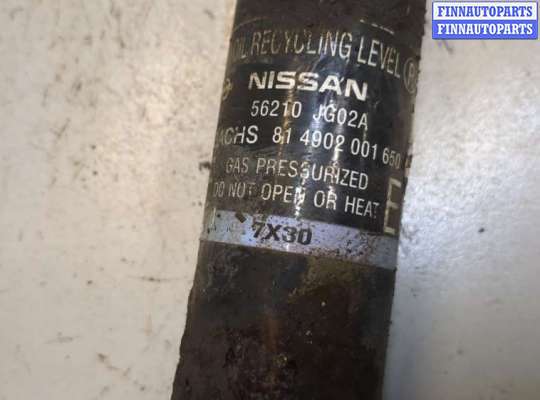 FINNAUTOPARTS
FINNAUTOPARTS
OIL RECYCLING LEVEL
NISSAN
56210 JG02A
ACHS 81 4902 001 650
GAS PRESSURIZED
DO NOT OPEN OR HEAT
E
7X30